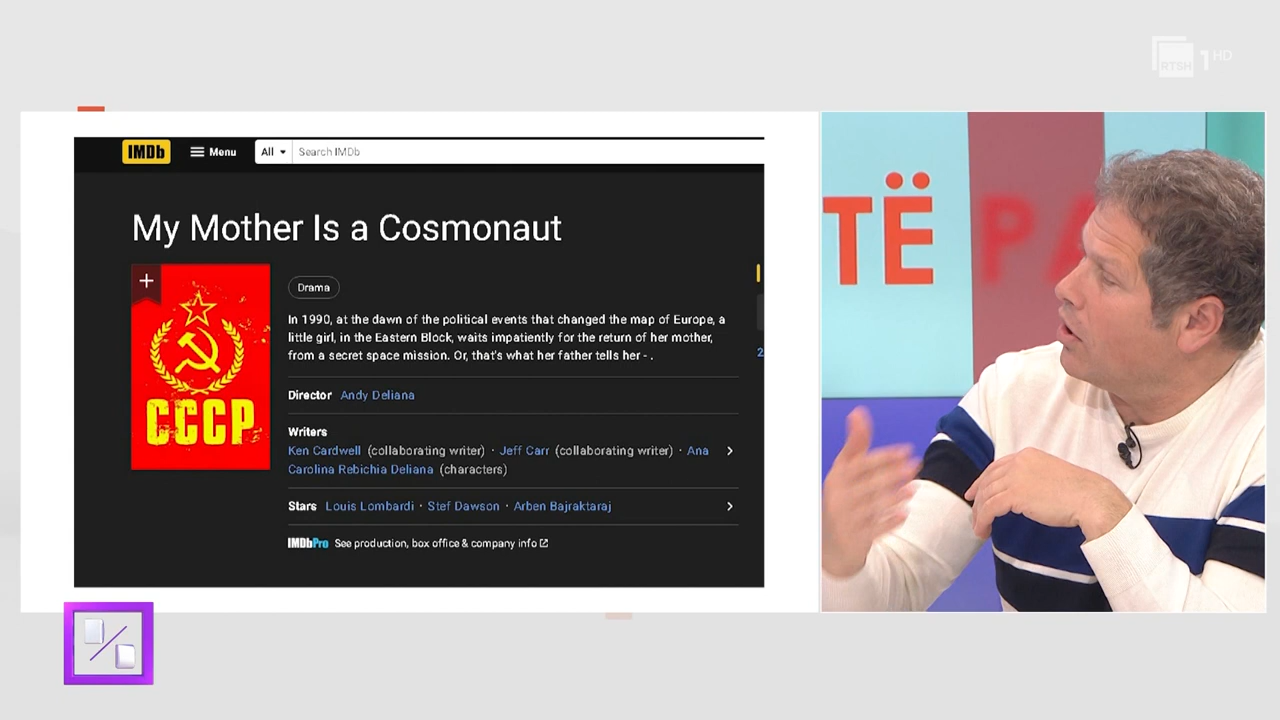 RTSH 1 HD
IMDb Menu All Search IMDb
My Mother Is a Cosmonaut
Drama
In 1990, at the dawn of the political events that changed the map of Europe, a
little girl, in the Eastern Block, waits impatiently for the return of her mother,
from a secret space mission. Or, that's what her father tells her - .
CCCP
Director Andy Deliana
Writers
Ken Cardwell (collaborating writer) · Jeff Carr (collaborating writer) · Ana
Carolina Rebichia Deliana (characters)
Stars Louis Lombardi · Stef Dawson · Arben Bajraktaraj
IMDbPro See production, box office & company info
2
TË PA